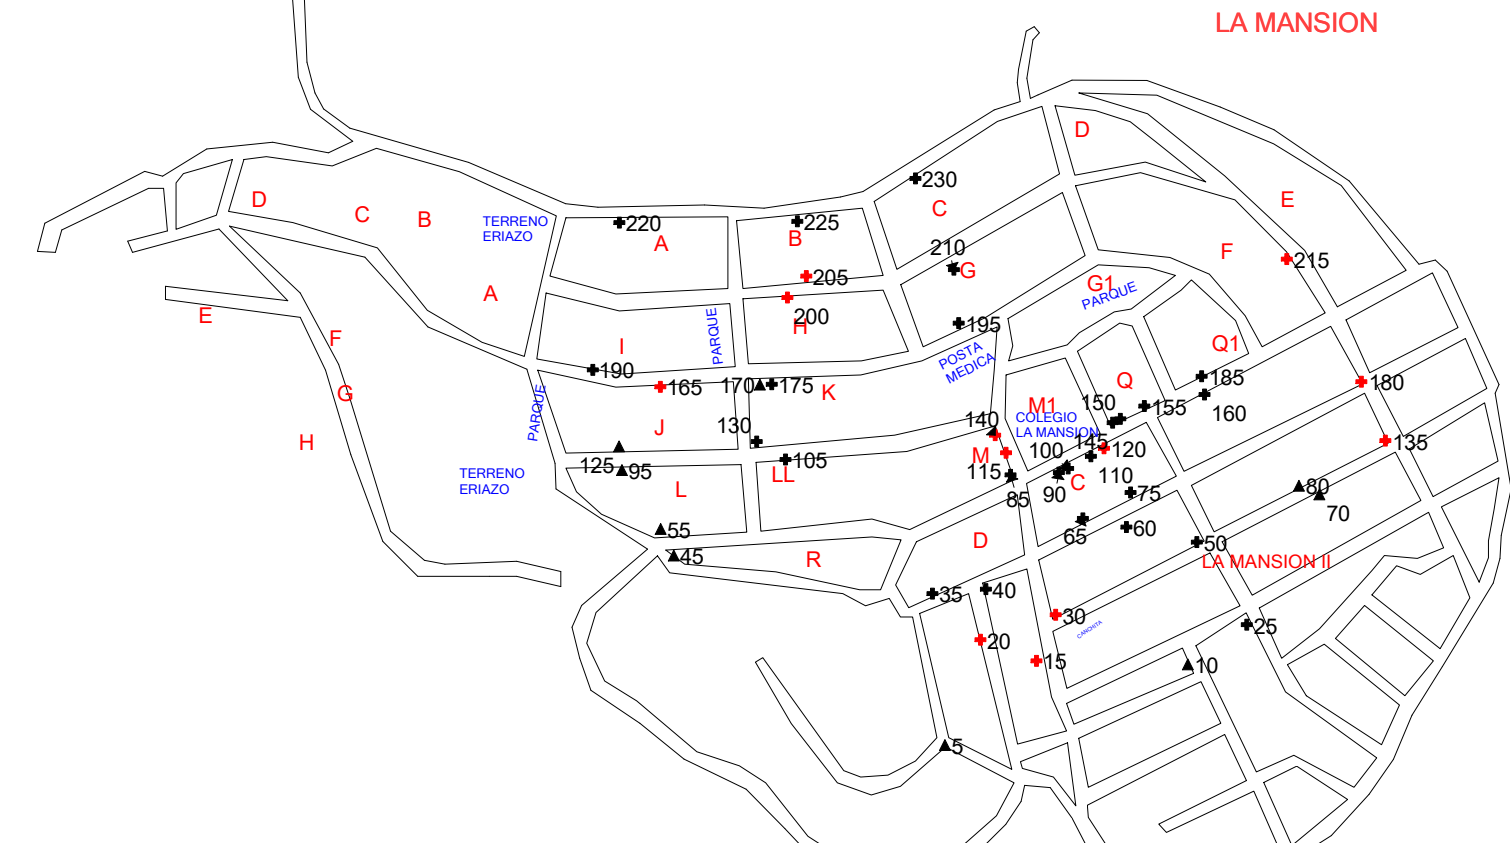 LA MANSION
D
230
E
D
C
B
TERRENO
ERIAZO
220
A
225
B
C
210
G
F
215
A
205
G1
PARQUE
200
H
E
F
PARQUE
195
I
190
POSTA
MEDICA
Q1
G
165
170
175
K
185
180
Q
PARQUE
M1
150
155
160
COLEGIO
LA MANSION
H
J
130
140
145
120
135
125
95
105
M
100
110
TERRENO
ERIAZO
L
LL
115
85
90
C
75
80
70
55
65
60
D
50
45
R
LA MANSION II
35
40
30
CANCHITA
25
20
15
10
5